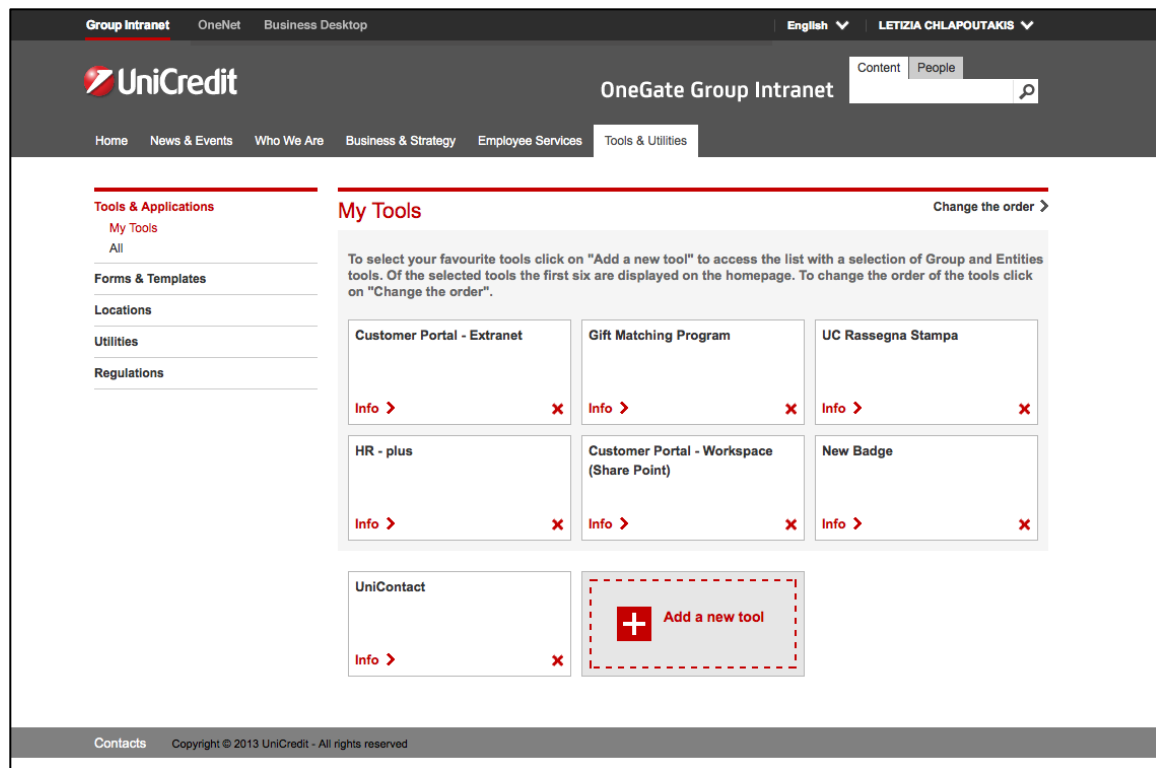 Group Intranet OneNet Business Desktop English LETIZIA CHLAPOUTAKIS
UniCredit
OneGate Group Intranet
Content People
Home News & Events Who We Are Business & Strategy Employee Services Tools & Utilities
Tools & Applications
My Tools
All
Forms & Templates
Locations
Utilities
Regulations
My Tools
Change the order
To select your favourite tools click on "Add a new tool" to access the list with a selection of Group and Entities
tools. Of the selected tools the first six are displayed on the homepage. To change the order of the tools click
on "Change the order".
Customer Portal - Extranet
Info
Gift Matching Program
Info
UC Rassegna Stampa
Info
HR - plus
Info
Customer Portal - Workspace
(Share Point)
Info
New Badge
Info
UniContact
Info
Add a new tool
Contacts Copyright © 2013 UniCredit - All rights reserved